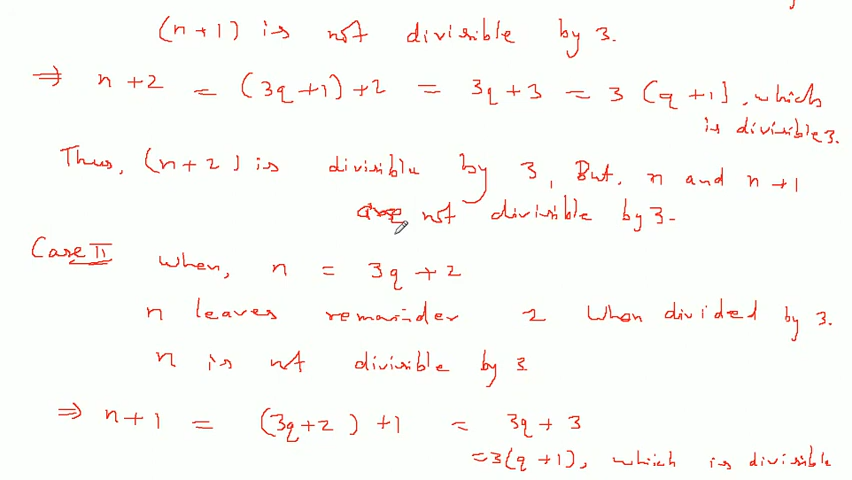 (n+1) is not divisible by 3.
⇒ n+2 = (3q+1)+2 = 3q+3 = 3 (q+1), which
is divisible 3.
Thus, (n+2) is divisible by 3, But, n and n+1
are not divisible by 3.
Case II when, n = 3q+2
n leaves remainder 2 when divided by 3.
n is not divisible by 3
⇒ n+1 = (3q+2)+1 = 3q+3
=3(q+1), which is divisible